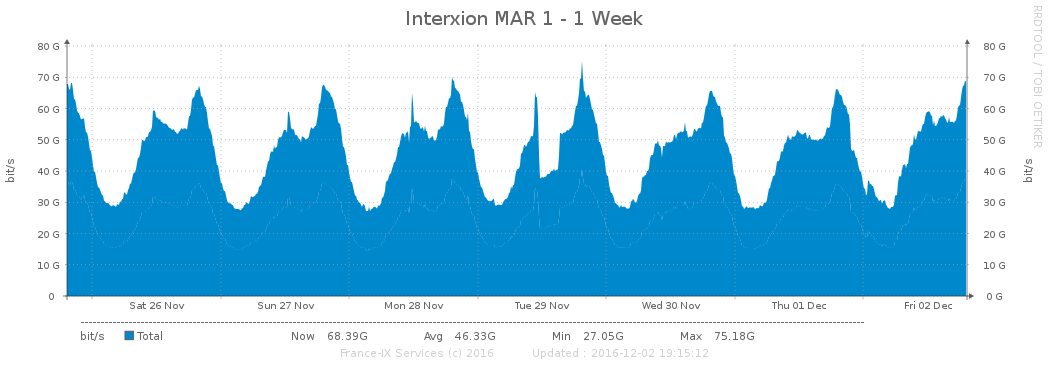 Interxion MAR 1 - 1 Week
RRDTOOL / TOBI OETIKER
80 G 80 G
70 G 70 G
60 G 60 G
50 G 50 G
40 G 40 G
30 G 30 G
20 G 20 G
10 G 10 G
0 0 G
bit/s
bit/s
Sat 26 Nov Sun 27 Nov Mon 28 Nov Tue 29 Nov Wed 30 Nov Thu 01 Dec Fri 02 Dec
bit/s Total Now 68.39G Avg 46.33G Min 27.05G Max 75.18G
France-IX Services (c) 2016 Updated : 2016-12-02 19:15:12